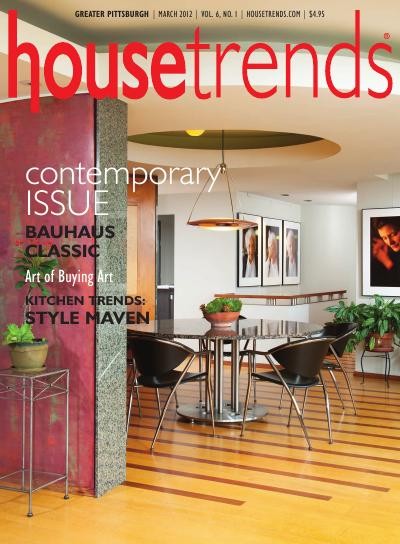 GREATER PITTSBURGH | MARCH 2012 | VOL. 6, NO. 1 | HOUSETRENDS.COM | $4.95
housetrends®
contemporary
ISSUE
BAUHAUS
CLASSIC
Art of Buying Art
KITCHEN TRENDS:
STYLE MAVEN